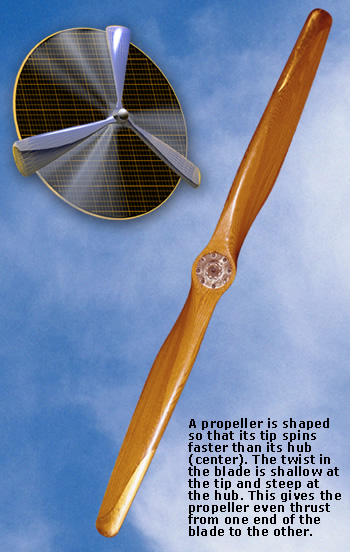 A propeller is shaped
so that its tip spins
faster than its hub
(center). The twist in
the blade is shallow at
the tip and steep at
the hub. This gives the
propeller even thrust
from one end of the
blade to the other.